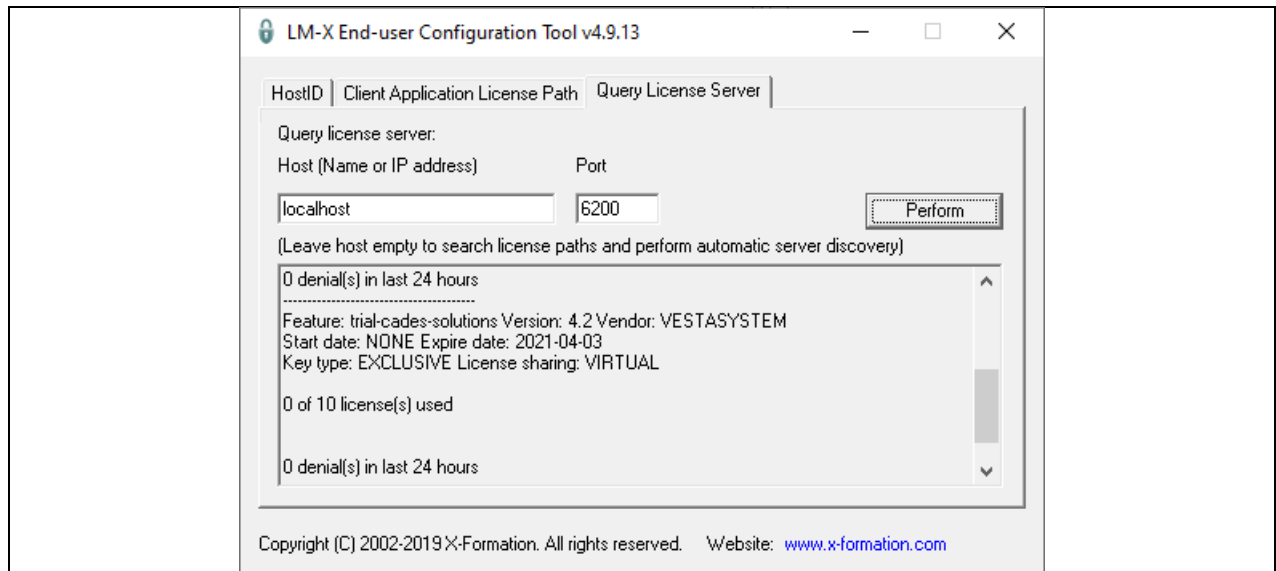 LM-X End-user Configuration Tool v4.9.13
HostID Client Application License Path Query License Server
Query license server:
Host (Name or IP address) Port
localhost 6200 Perform
(Leave host empty to search license paths and perform automatic server discovery)
0 denial(s) in last 24 hours
----------------------------------------
Feature: trial-cades-solutions Version: 4.2 Vendor: VESTASYSTEM
Start date: NONE Expire date: 2021-04-03
Key type: EXCLUSIVE License sharing: VIRTUAL
0 of 10 license(s) used
0 denial(s) in last 24 hours
Copyright (C) 2002-2019 X-Formation. All rights reserved. Website: www.x-formation.com